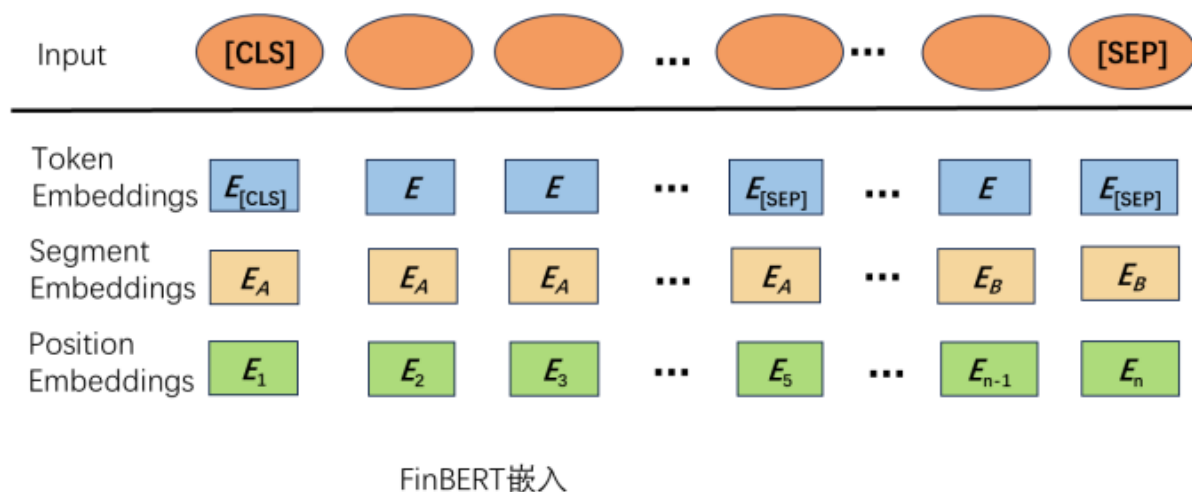 Input [CLS] ... ... [SEP]
Token
Embeddings E[CLS] E E ... E[SEP] ... E E[SEP]
Segment
Embeddings EA EA EA ... EA ... EB EB
Position
Embeddings E1 E2 E3 ... E5 ... En-1 En
FinBERT嵌入